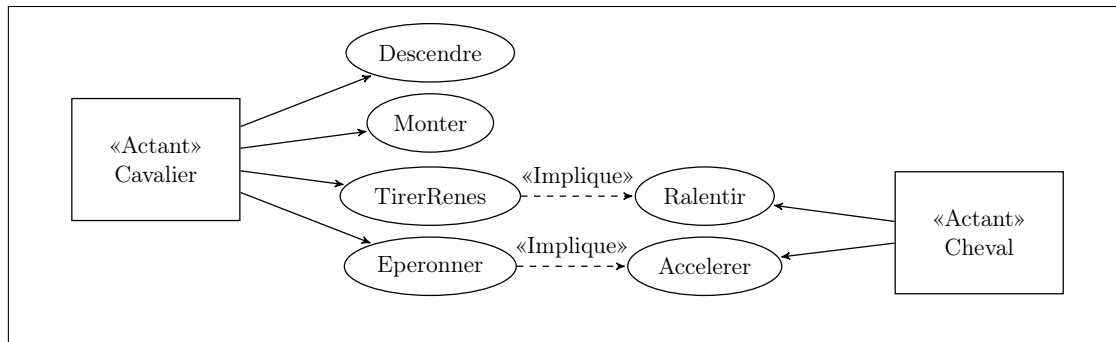 Descendre
«Actant»
Cavalier
Monter
TirerRenes
«Implique»
Ralentir
Eperonner
«Implique»
Accelerer
«Actant»
Cheval